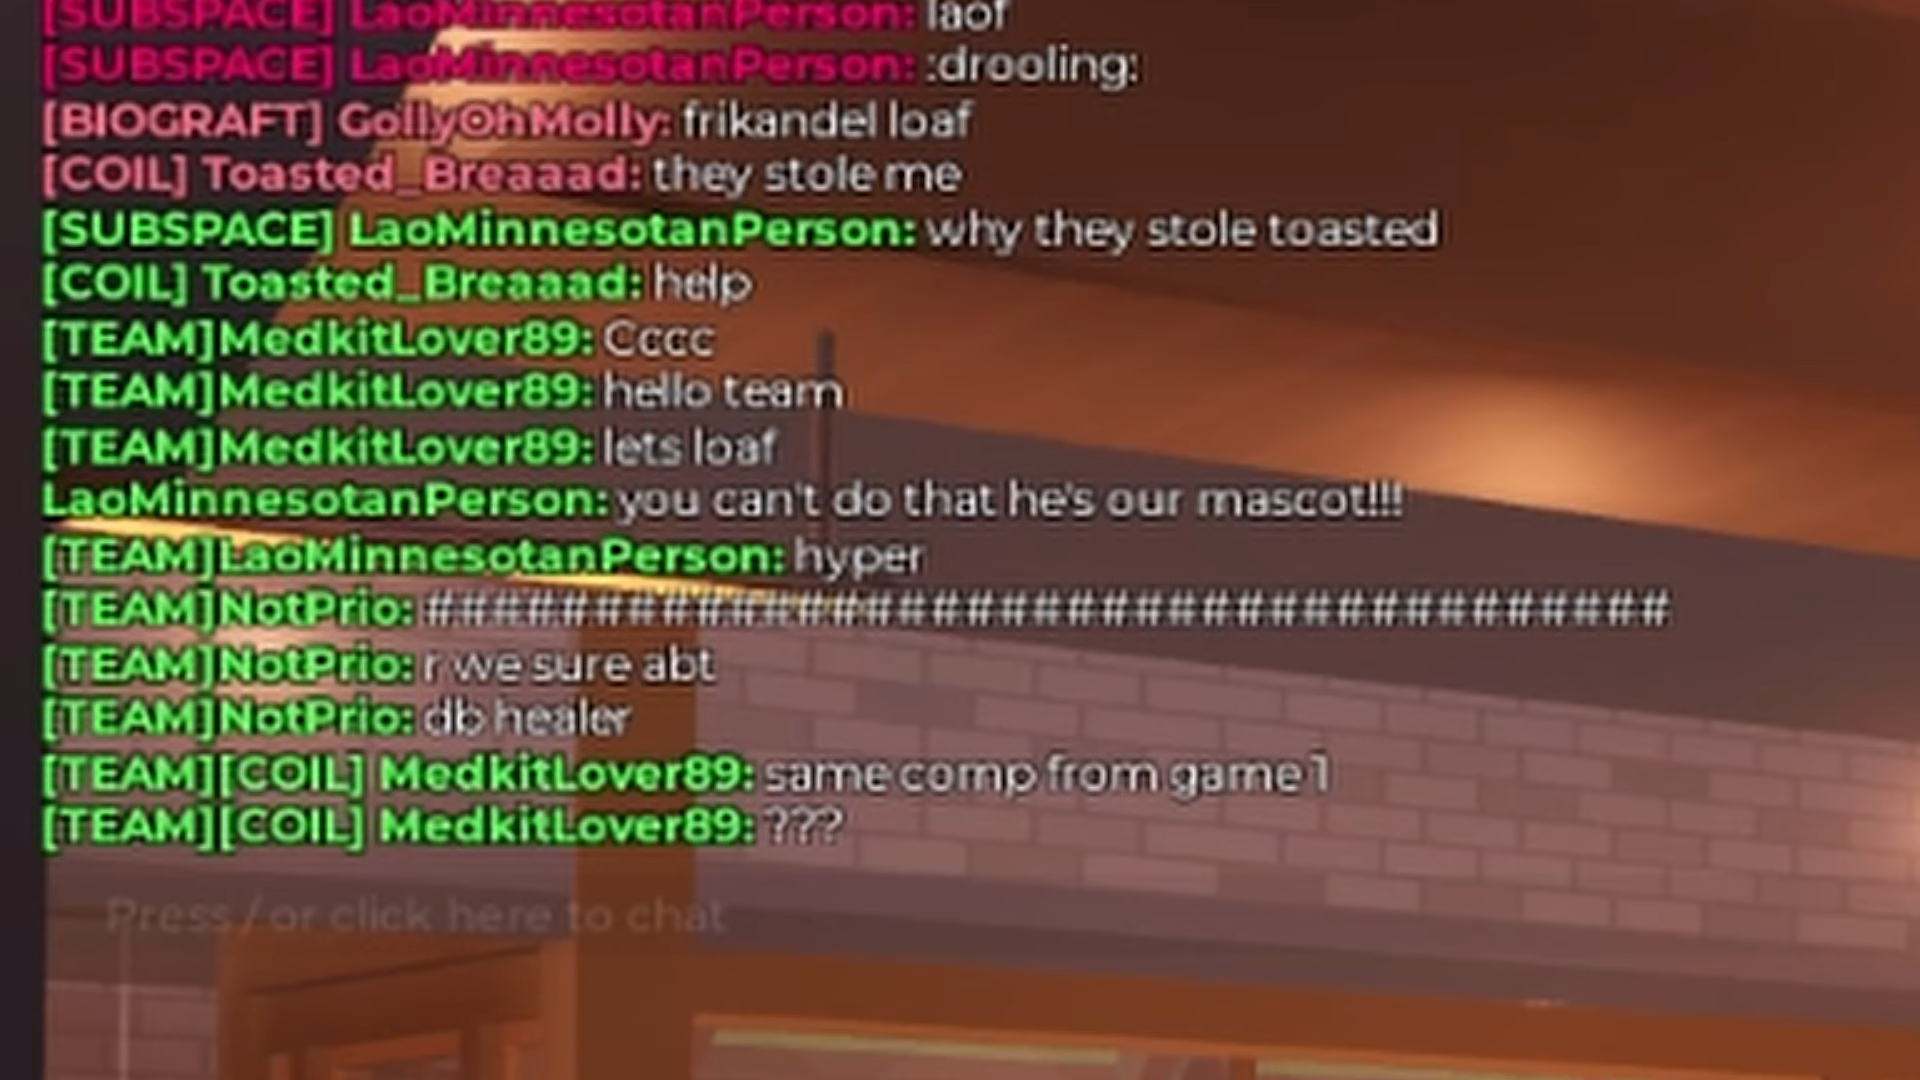 [SUBSPACE] LaoMinnesotanPerson: laof
[SUBSPACE] LaoMinnesotanPerson: :drooling:
[BIOGRAFT] GollyOhMolly: frikandel loaf
[COIL] Toasted_Breaaad: they stole me
[SUBSPACE] LaoMinnesotanPerson: why they stole toasted
[COIL] Toasted_Breaaad: help
[TEAM]MedkitLover89: Cccc
[TEAM]MedkitLover89: hello team
[TEAM]MedkitLover89: lets loaf
LaoMinnesotanPerson: you can't do that he's our mascot!!!
[TEAM]LaoMinnesotanPerson: hyper
[TEAM]NotPrio: #####################################
[TEAM]NotPrio: r we sure abt
[TEAM]NotPrio: db healer
[TEAM][COIL] MedkitLover89: same comp from game 1
[TEAM][COIL] MedkitLover89: ???
Press / or click here to chat